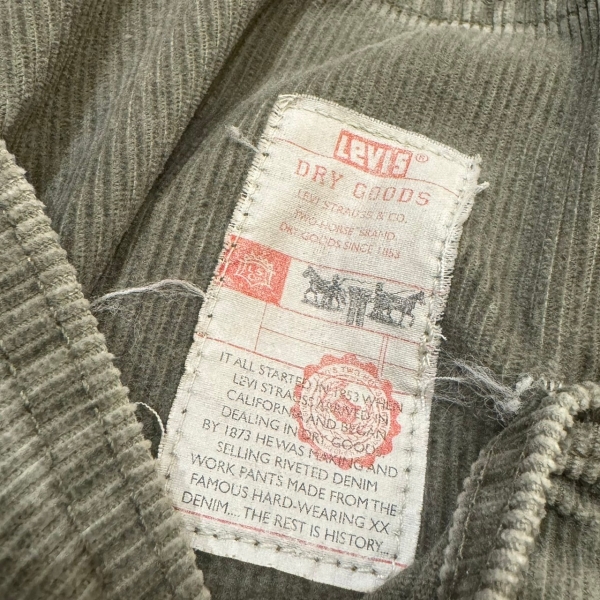 LEVI'S®
DRY GOODS
LEVI STRAUSS & CO.
TWO-HORSE BRAND
DRY GOODS SINCE 1853
LS
IT ALL STARTED IN 1853 WHEN
LEVI STRAUSS ARRIVED IN
CALIFORNIA AND BEGAN
DEALING IN DRY GOODS
BY 1873 HE WAS MAKING AND
SELLING RIVETED DENIM
WORK PANTS MADE FROM THE
FAMOUS HARD-WEARING XX
DENIM... THE REST IS HISTORY...